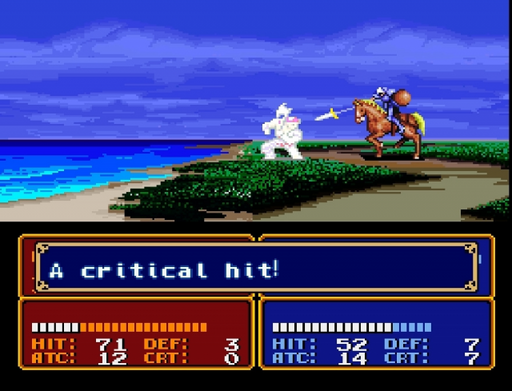 A critical hit!
HIT: 71 DEF: 3
ATC: 12 CRT: 0
HIT: 52 DEF: 7
ATC: 14 CRT: 7